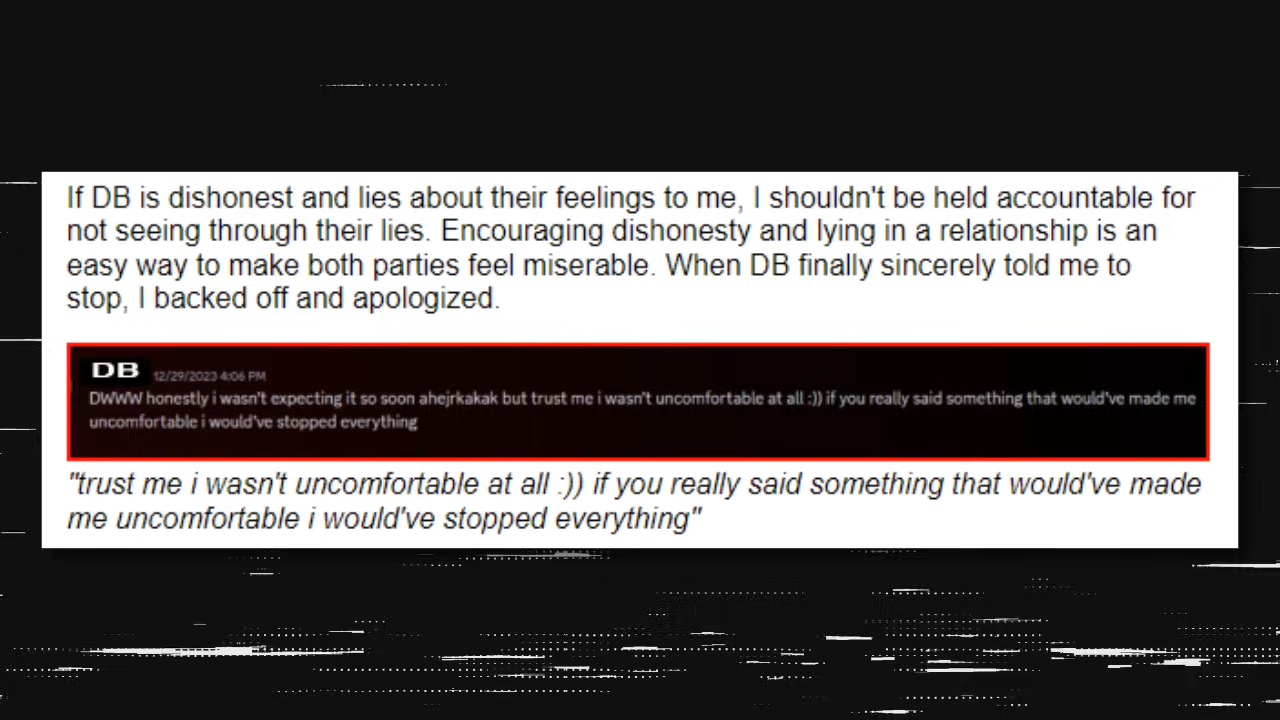 If DB is dishonest and lies about their feelings to me, I shouldn't be held accountable for
not seeing through their lies. Encouraging dishonesty and lying in a relationship is an
easy way to make both parties feel miserable. When DB finally sincerely told me to
stop, I backed off and apologized.
DB 12/29/2023 4:06 PM
DWWW honestly i wasn't expecting it so soon ahejrkakak but trust me i wasn't uncomfortable at all :)) if you really said something that would've made me
uncomfortable i would've stopped everything
"trust me i wasn't uncomfortable at all :)) if you really said something that would've made
me uncomfortable i would've stopped everything"